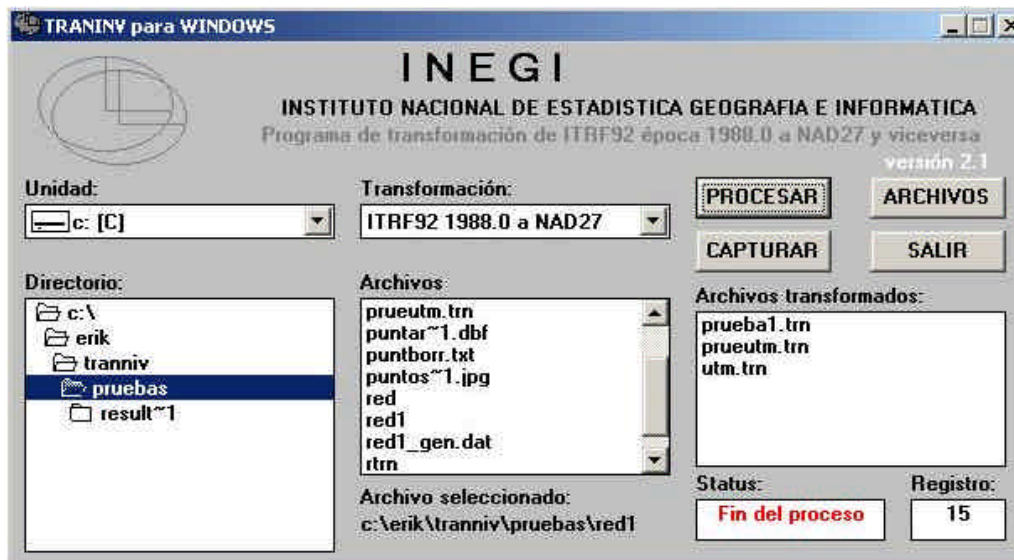 TRANINV para WINDOWS
INEGI
INSTITUTO NACIONAL DE ESTADISTICA GEOGRAFIA E INFORMATICA
Programa de transformación de ITRF92 época 1988.0 a NAD27 y viceversa
versión 2.1
Unidad:
c: [C]
Transformación:
ITRF92 1988.0 a NAD27
PROCESAR
ARCHIVOS
CAPTURAR
SALIR
Directorio:
c:\
erik
tranniv
pruebas
result~1
Archivos
prueutm.trn
puntar~1.dbf
puntborr.txt
puntos~1.jpg
red
red1
red1_gen.dat
rtrn
Archivo seleccionado:
c:\erik\tranniv\pruebas\red1
Archivos transformados:
prueba1.trn
prueutm.trn
utm.trn
Status:
Fin del proceso
Registro:
15